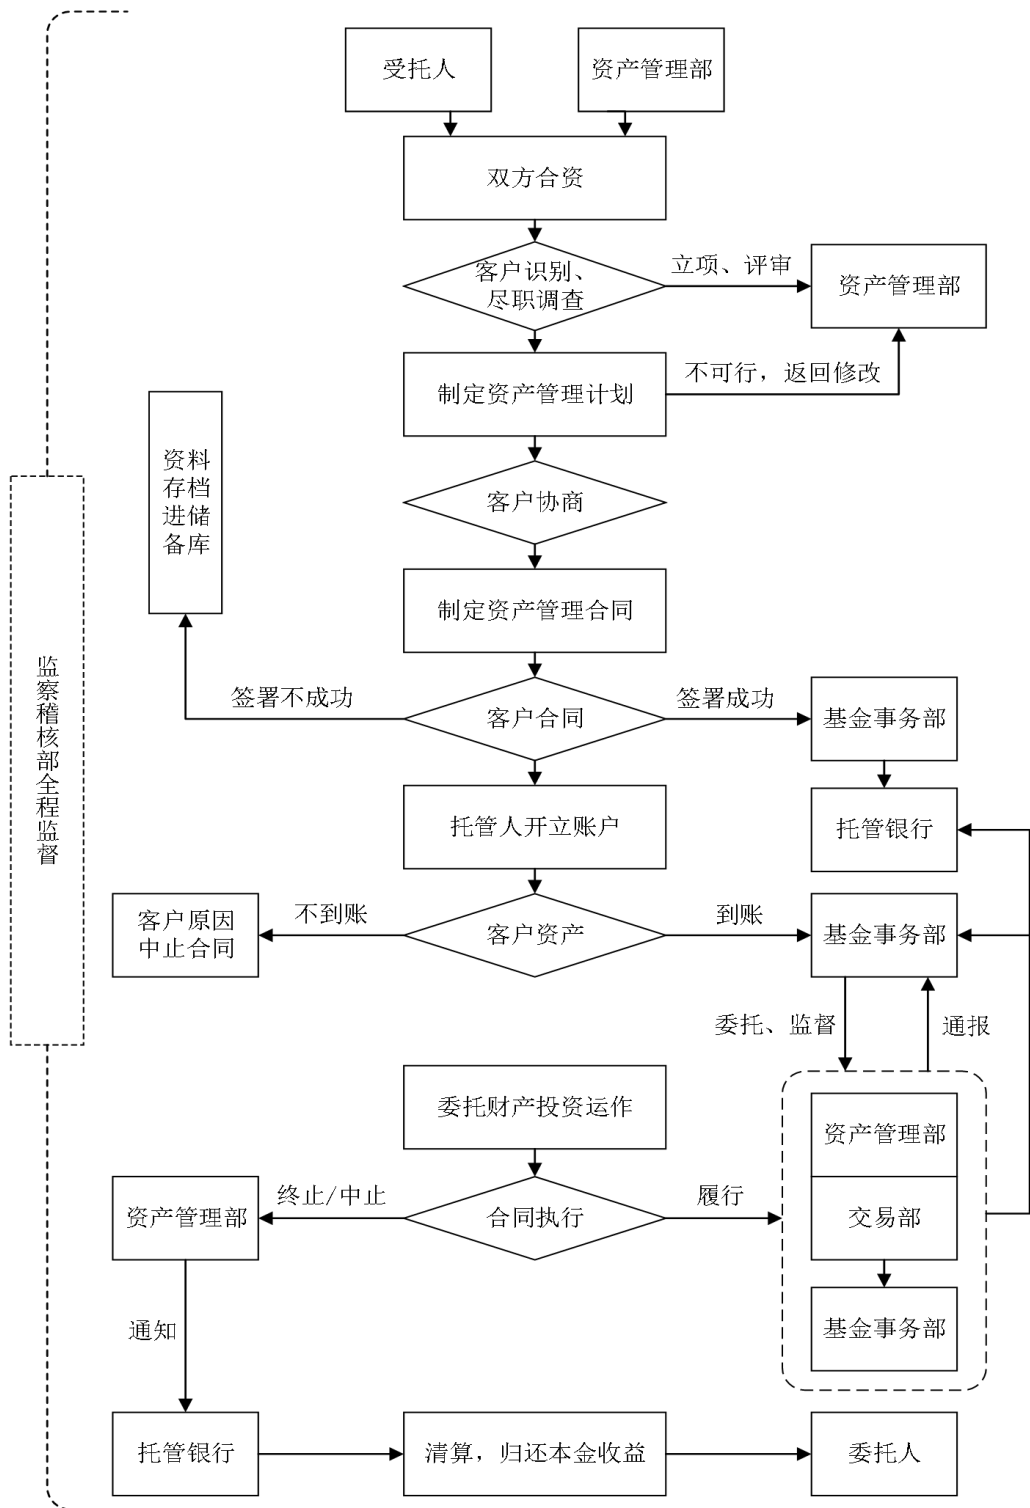 受托人
资产管理部
双方合资
客户识别、
尽职调查
立项、评审
资产管理部
制定资产管理计划
不可行，返回修改
资料
存档
进储
备库
客户协商
制定资产管理合同
监察稽核部全程监督
签署不成功
客户合同
签署成功
基金事务部
托管人开立账户
托管银行
客户原因
中止合同
不到账
客户资产
到账
基金事务部
委托、监督
通报
委托财产投资运作
资产管理部
资产管理部
终止/中止
合同执行
履行
交易部
通知
基金事务部
托管银行
清算，归还本金收益
委托人